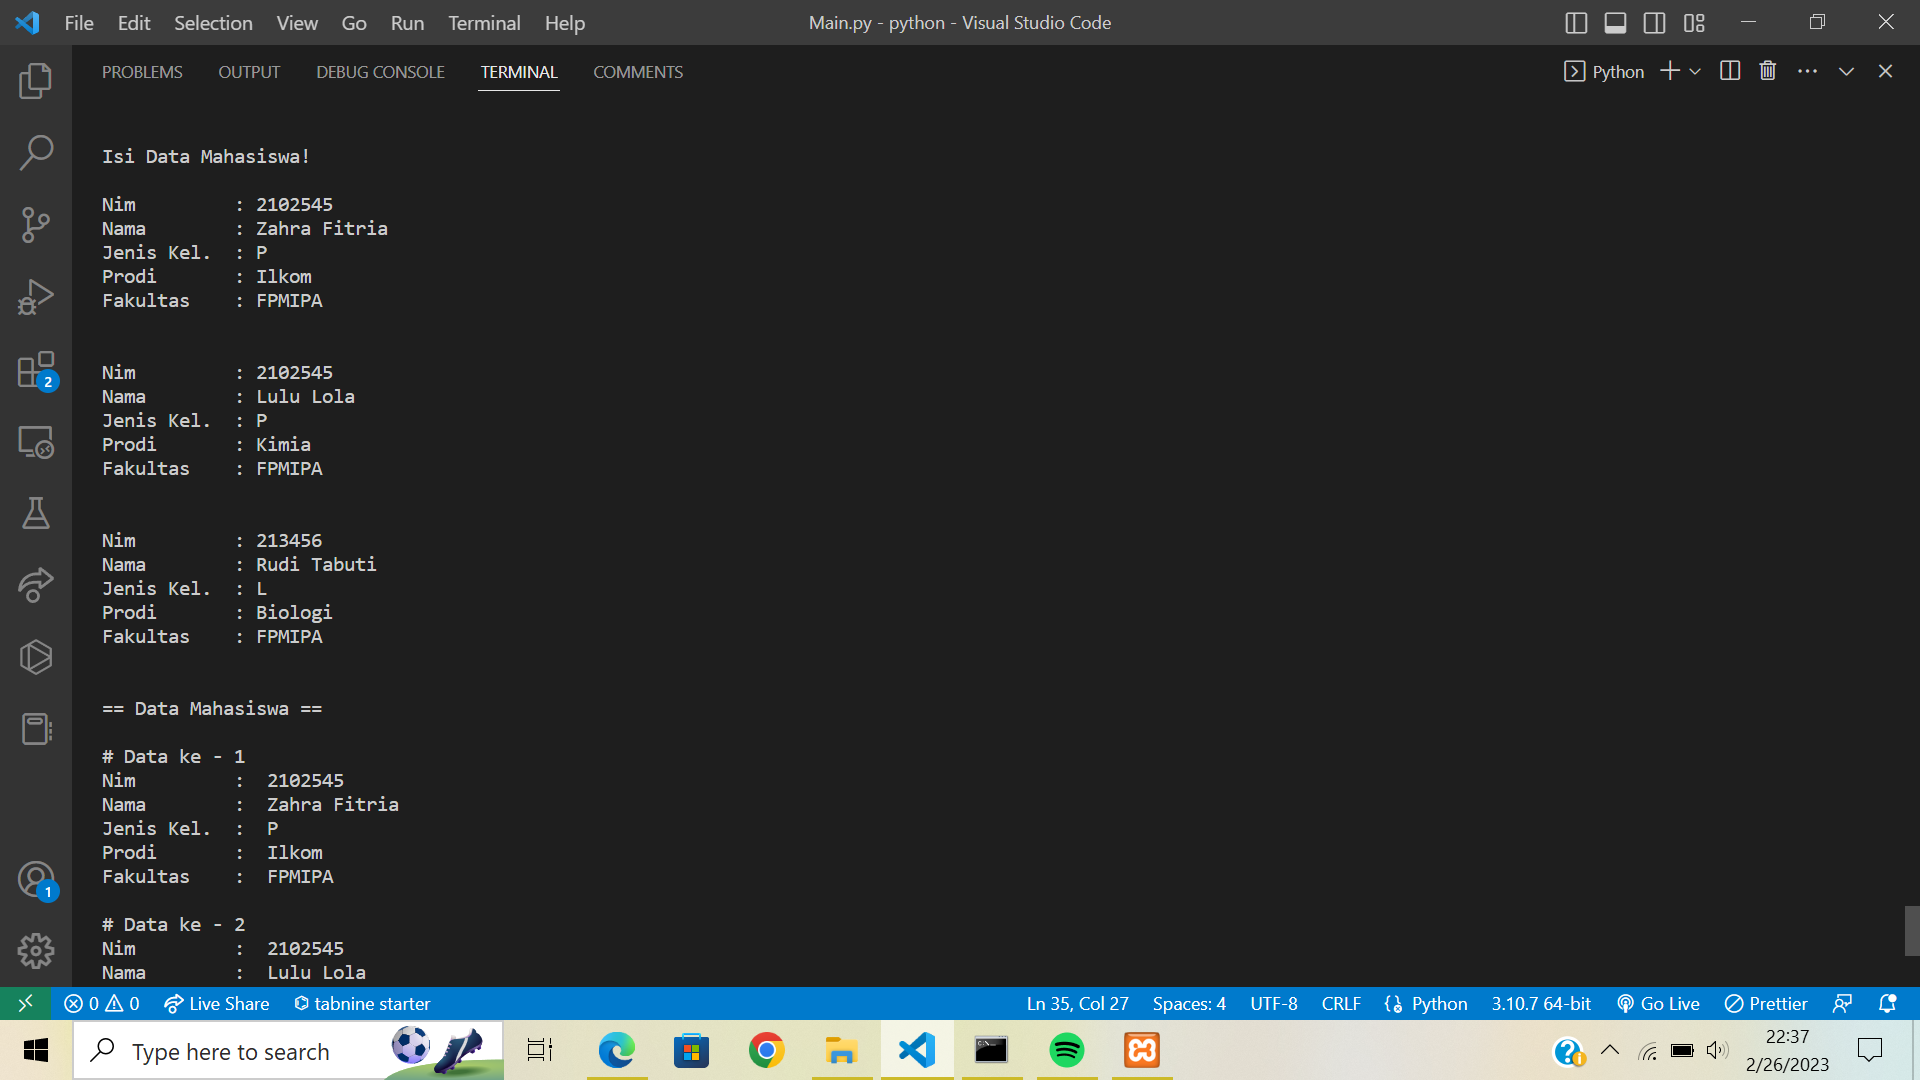 File Edit Selection View Go Run Terminal Help
Main.py - python - Visual Studio Code
PROBLEMS OUTPUT DEBUG CONSOLE TERMINAL COMMENTS
Python
Isi Data Mahasiswa!
Nim : 2102545
Nama : Zahra Fitria
Jenis Kel. : P
Prodi : Ilkom
Fakultas : FPMIPA
Nim : 2102545
Nama : Lulu Lola
Jenis Kel. : P
Prodi : Kimia
Fakultas : FPMIPA
Nim : 213456
Nama : Rudi Tabuti
Jenis Kel. : L
Prodi : Biologi
Fakultas : FPMIPA
== Data Mahasiswa ==
# Data ke - 1
Nim : 2102545
Nama : Zahra Fitria
Jenis Kel. : P
Prodi : Ilkom
Fakultas : FPMIPA
# Data ke - 2
Nim : 2102545
Nama : Lulu Lola
2
1
0 0 Live Share tabnine starter
Ln 35, Col 27 Spaces: 4 UTF-8 CRLF Python 3.10.7 64-bit Go Live Prettier
Type here to search
22:37
2/26/2023